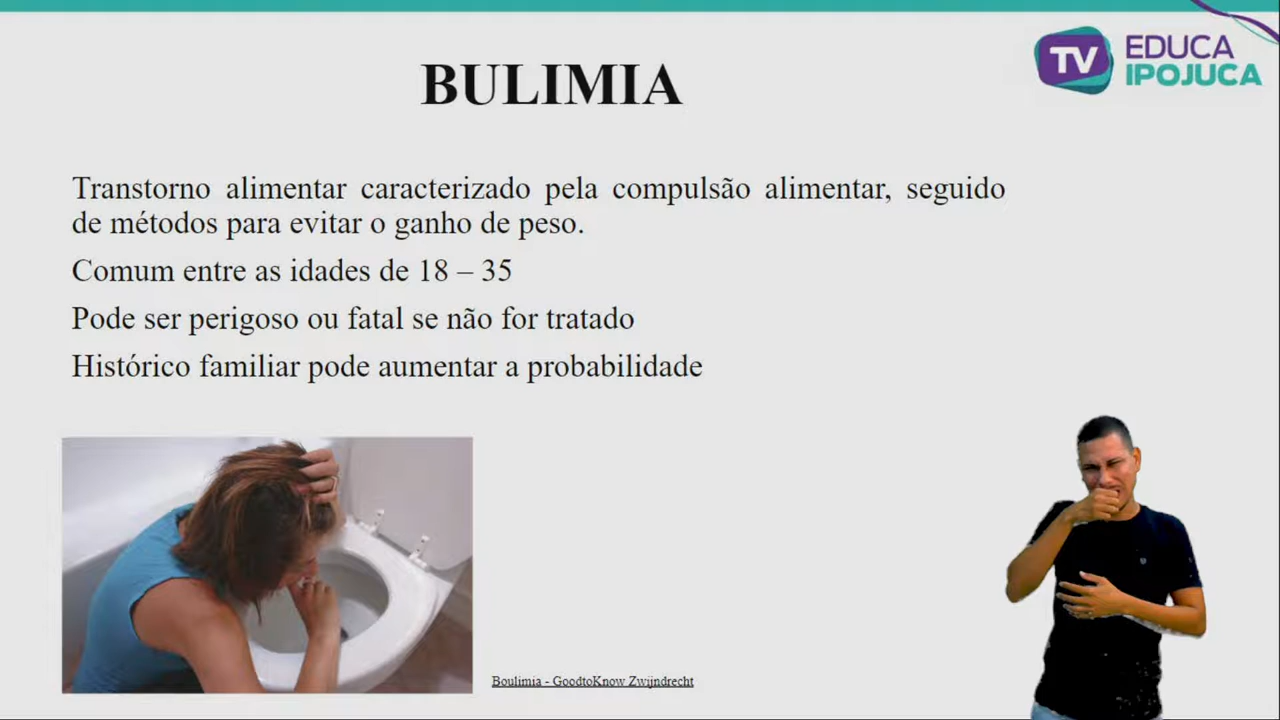 TV EDUCA
IPOJUCA
BULIMIA
Transtorno alimentar caracterizado pela compulsão alimentar, seguido
de métodos para evitar o ganho de peso.
Comum entre as idades de 18 – 35
Pode ser perigoso ou fatal se não for tratado
Histórico familiar pode aumentar a probabilidade
Boulimia - GoodtoKnow Zwijndrecht